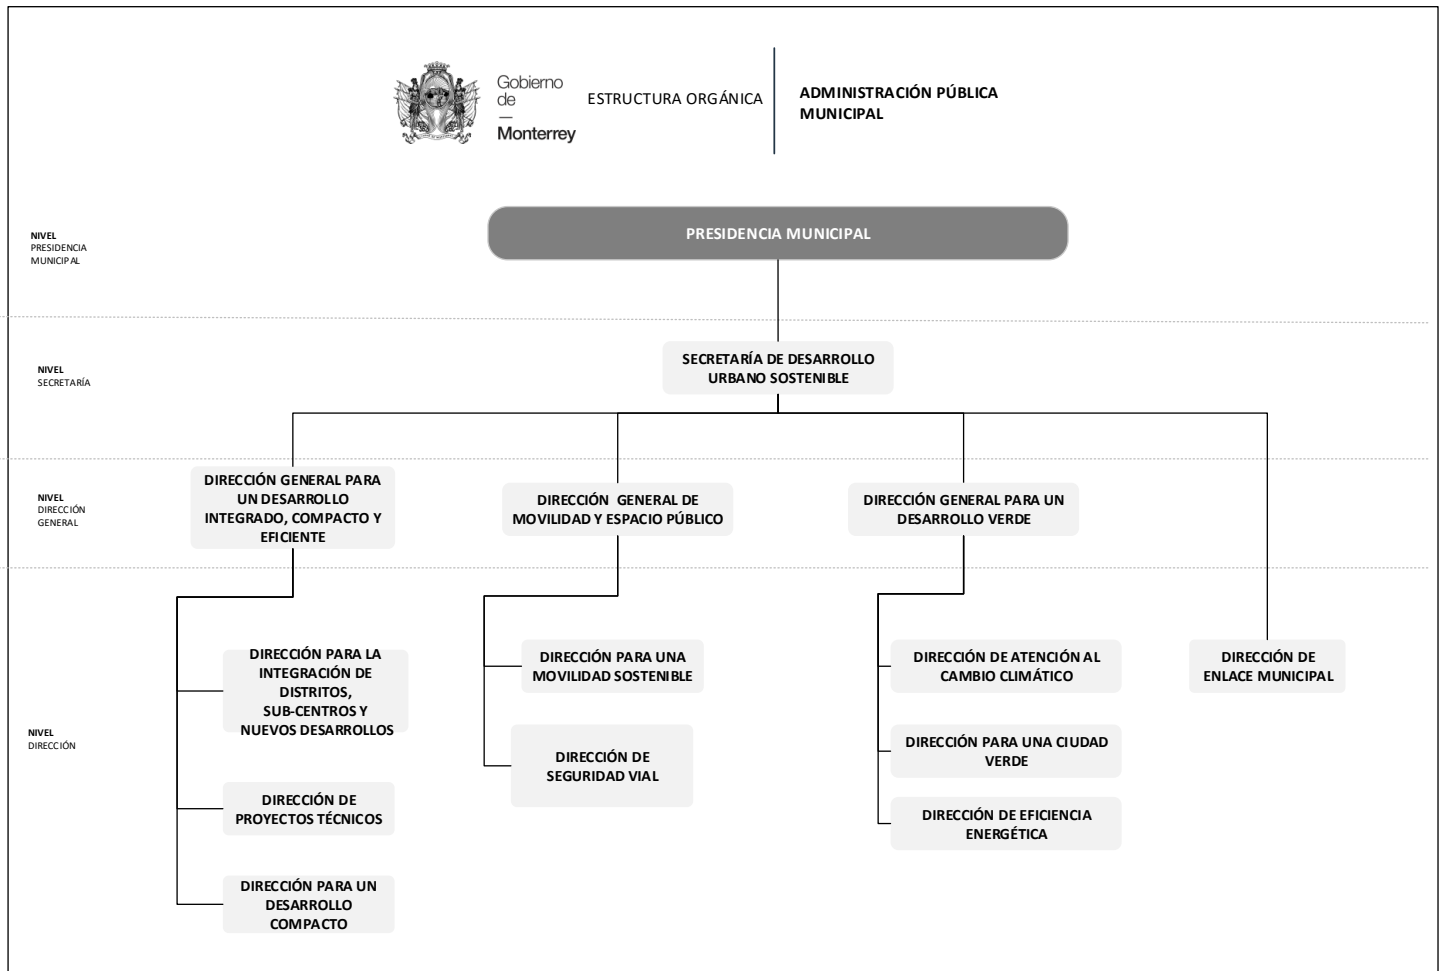 Gobierno
de
—
Monterrey
ESTRUCTURA ORGÁNICA
ADMINISTRACIÓN PÚBLICA
MUNICIPAL
NIVEL
PRESIDENCIA
MUNICIPAL
PRESIDENCIA MUNICIPAL
NIVEL
SECRETARÍA
SECRETARÍA DE DESARROLLO
URBANO SOSTENIBLE
NIVEL
DIRECCIÓN
GENERAL
DIRECCIÓN GENERAL PARA
UN DESARROLLO
INTEGRADO, COMPACTO Y
EFICIENTE
DIRECCIÓN GENERAL DE
MOVILIDAD Y ESPACIO PÚBLICO
DIRECCIÓN GENERAL PARA UN
DESARROLLO VERDE
NIVEL
DIRECCIÓN
DIRECCIÓN PARA LA
INTEGRACIÓN DE
DISTRITOS,
SUB-CENTROS Y
NUEVOS DESARROLLOS
DIRECCIÓN DE
PROYECTOS TÉCNICOS
DIRECCIÓN PARA UN
DESARROLLO
COMPACTO
DIRECCIÓN PARA UNA
MOVILIDAD SOSTENIBLE
DIRECCIÓN DE
SEGURIDAD VIAL
DIRECCIÓN DE ATENCIÓN AL
CAMBIO CLIMÁTICO
DIRECCIÓN PARA UNA CIUDAD
VERDE
DIRECCIÓN DE EFICIENCIA
ENERGÉTICA
DIRECCIÓN DE
ENLACE MUNICIPAL